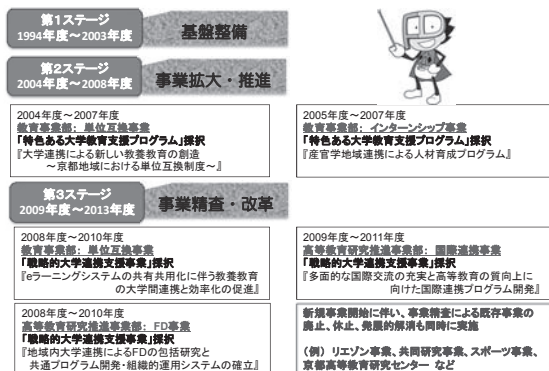 第1ステージ
1994年度～2003年度
基盤整備
第2ステージ
2004年度～2008年度
事業拡大・推進
2004年度～2007年度
教育事業部: 単位互換事業
「特色ある大学教育支援プログラム」採択
『大学連携による新しい教養教育の創造
～京都地域における単位互換制度～』
2005年度～2007年度
教育事業部: インターンシップ事業
「特色ある大学教育支援プログラム」採択
『産官学地域連携による人材育成プログラム』
第3ステージ
2009年度～2013年度
事業精査・改革
2008年度～2010年度
教育事業部: 単位互換事業
「戦略的大学連携支援事業」採択
『eラーニングシステムの共有共用化に伴う教養教育
の大学間連携と効率化の促進』
2009年度～2011年度
高等教育研究推進事業部: 国際連携事業
「戦略的大学連携支援事業」採択
『多面的な国際交流の充実と高等教育の質向上に
向けた国際連携プログラム開発』
2008年度～2010年度
高等教育研究推進事業部: FD事業
「戦略的大学連携支援事業」採択
『地域内大学連携によるFDの包括研究と
共通プログラム開発・組織的運用システムの確立』
新規事業開始に伴い、事業精査による既存事業の
廃止、休止、発展的解消も同時に実施
（例）リエゾン事業、共同研究事業、スポーツ事業、
京都高等教育研究センター など